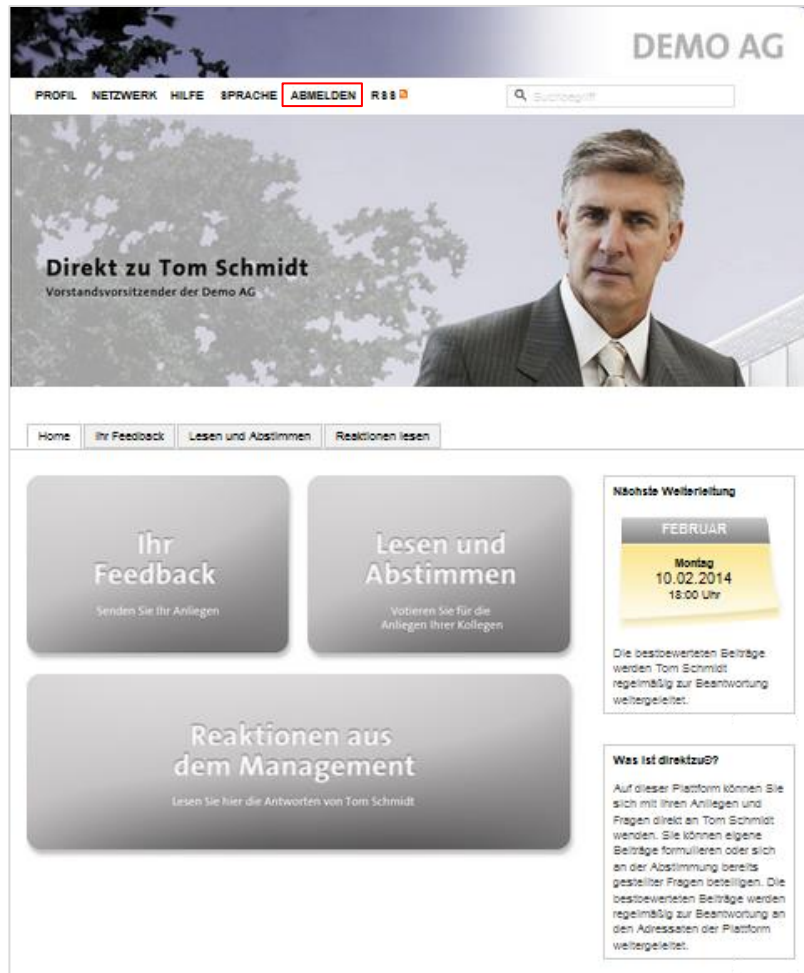 DEMO AG
PROFIL NETZWERK HILFE SPRACHE ABMELDEN RSS
Suchbegriff
Direkt zu Tom Schmidt
Vorstandsvorsitzender der Demo AG
Home Ihr Feedback Lesen und Abstimmen Reaktionen lesen
Ihr
Feedback
Senden Sie Ihr Anliegen
Lesen und
Abstimmen
Votieren Sie für die
Anliegen Ihrer Kollegen
Reaktionen aus
dem Management
Lesen Sie hier die Antworten von Tom Schmidt
Nächste Weiterleitung
FEBRUAR
Montag
10.02.2014
18:00 Uhr
Die bestbewerteten Beiträge
werden Tom Schmidt
regelmäßig zur Beantwortung
weitergeleitet.
Was ist direktzu©?
Auf dieser Plattform können Sie
sich mit Ihren Anliegen und
Fragen direkt an Tom Schmidt
wenden. Sie können eigene
Beiträge formulieren oder sich
an der Abstimmung bereits
gestellter Fragen beteiligen. Die
bestbewerteten Beiträge werden
regelmäßig zur Beantwortung an
den Adressaten der Plattform
weitergeleitet.